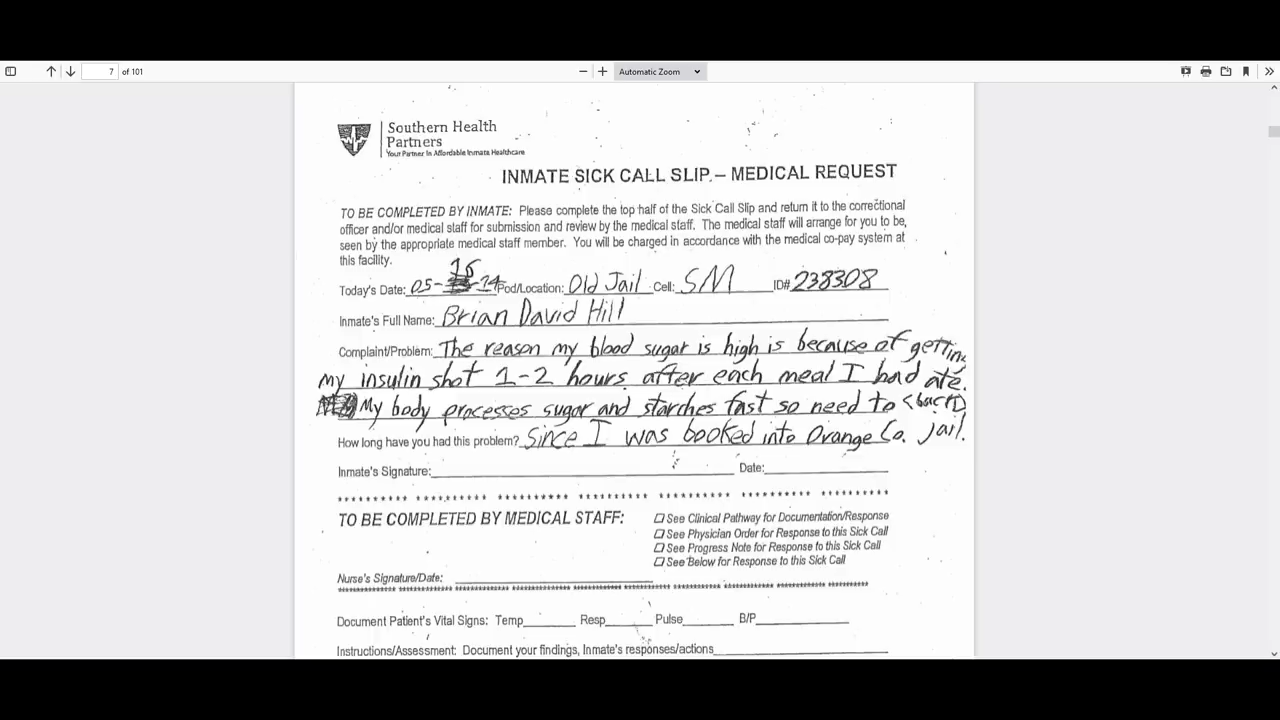 7 of 101
Automatic Zoom
Southern Health
Partners
Your Partner In Affordable Inmate Healthcare
INMATE SICK CALL SLIP – MEDICAL REQUEST
TO BE COMPLETED BY INMATE: Please complete the top half of the Sick Call Slip and return it to the correctional
officer and/or medical staff for submission and review by the medical staff. The medical staff will arrange for you to be,
seen by the appropriate medical staff member. You will be charged in accordance with the medical co-pay system at
this facility.
Today's Date: 05-15-24 Pod/Location: Old Jail Cell: SM ID# 238308
Inmate's Full Name: Brian David Hill
Complaint/Problem: The reason my blood sugar is high is because of getting
my insulin shot 1-2 hours after each meal I had ate.
My body processes sugar and starches fast so need to <back>
How long have you had this problem? Since I was booked into Orange Co. jail.
Inmate's Signature: Date:
TO BE COMPLETED BY MEDICAL STAFF:
See Clinical Pathway for Documentation/Response
See Physician Order for Response to this Sick Call
See Progress Note for Response to this Sick Call
See Below for Response to this Sick Call
Nurse's Signature/Date:
Document Patient's Vital Signs: Temp Resp Pulse B/P
Instructions/Assessment: Document your findings, Inmate's responses/actions